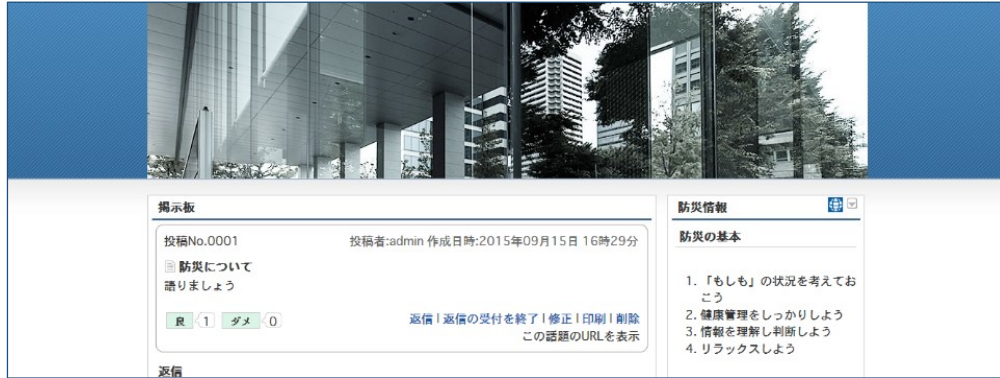 掲示板
投稿No.0001
投稿者:admin 作成日時:2015年09月15日 16時29分
防災について
語りましょう
良 1 ダメ 0
返信 | 返信の受付を終了 | 修正 | 印刷 | 削除
この話題のURLを表示
返信
防災情報
防災の基本
1. 「もしも」の状況を考えてお
こう
2. 健康管理をしっかりしよう
3. 情報を理解し判断しよう
4. リラックスしよう